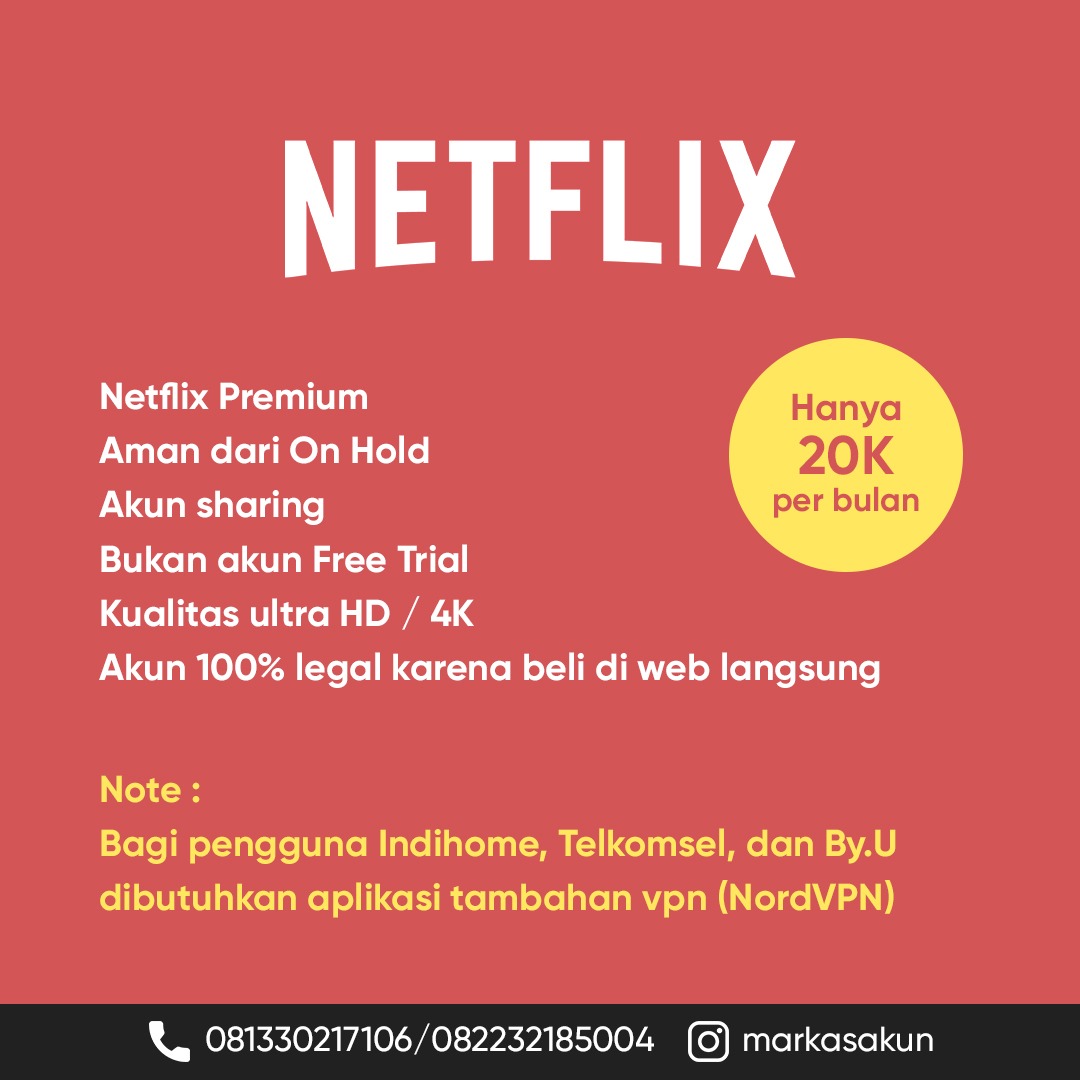 NETFLIX
Netflix Premium
Aman dari On Hold
Akun sharing
Bukan akun Free Trial
Kualitas ultra HD / 4K
Akun 100% legal karena beli di web langsung
Hanya
20K
per bulan
Note :
Bagi pengguna Indihome, Telkomsel, dan By.U
dibutuhkan aplikasi tambahan vpn (NordVPN)
081330217106/082232185004 markasakun